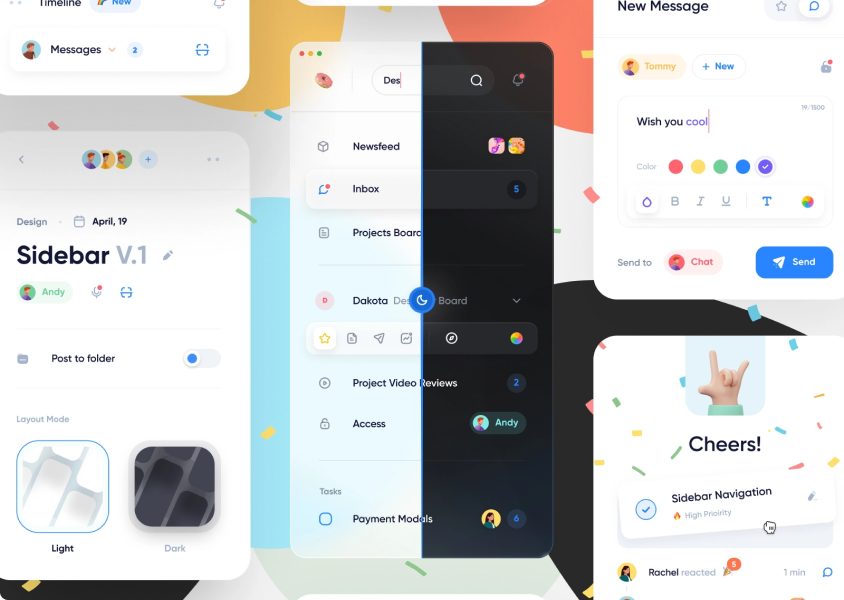 Timeline
New
Messages
2
Design
April, 19
Sidebar V.1
Andy
Post to folder
Layout Mode
Light
Dark
Des
Newsfeed
Inbox
5
Projects Board
D
Dakota
Board
Project Video Reviews
2
Access
Andy
Tasks
Payment Modals
6
New Message
Tommy
+ New
19/1500
Wish you cool
Color
B I U T
Send to
Chat
Send
Cheers!
Sidebar Navigation
High Prioirity
Rachel reacted
5
1 min